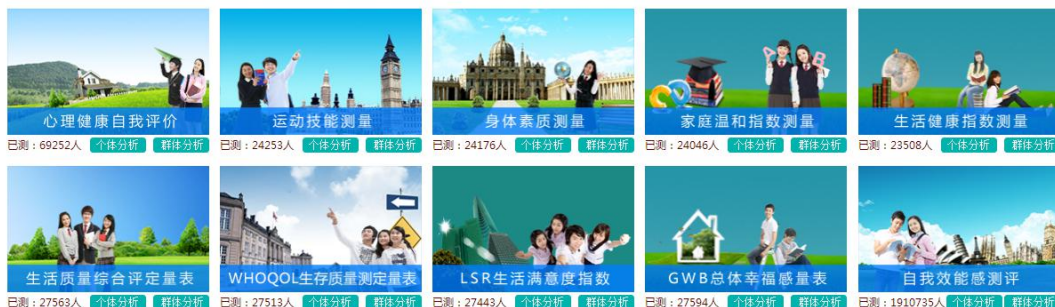 心理健康自我评价
运动技能测量
身体素质测量
家庭温和指数测量
生活健康指数测量
已测：69252人 个体分析 群体分析
已测：24253人 个体分析 群体分析
已测：24176人 个体分析 群体分析
已测：24046人 个体分析 群体分析
已测：23508人 个体分析 群体分析
生活质量综合评定量表
WHOQOL生存质量测定量表
LSR生活满意度指数
GWB总体幸福感量表
自我效能感测评
已测：27563人 个体分析 群体分析
已测：27513人 个体分析 群体分析
已测：27443人 个体分析 群体分析
已测：27594人 个体分析 群体分析
已测：1910735人 个体分析 群体分析